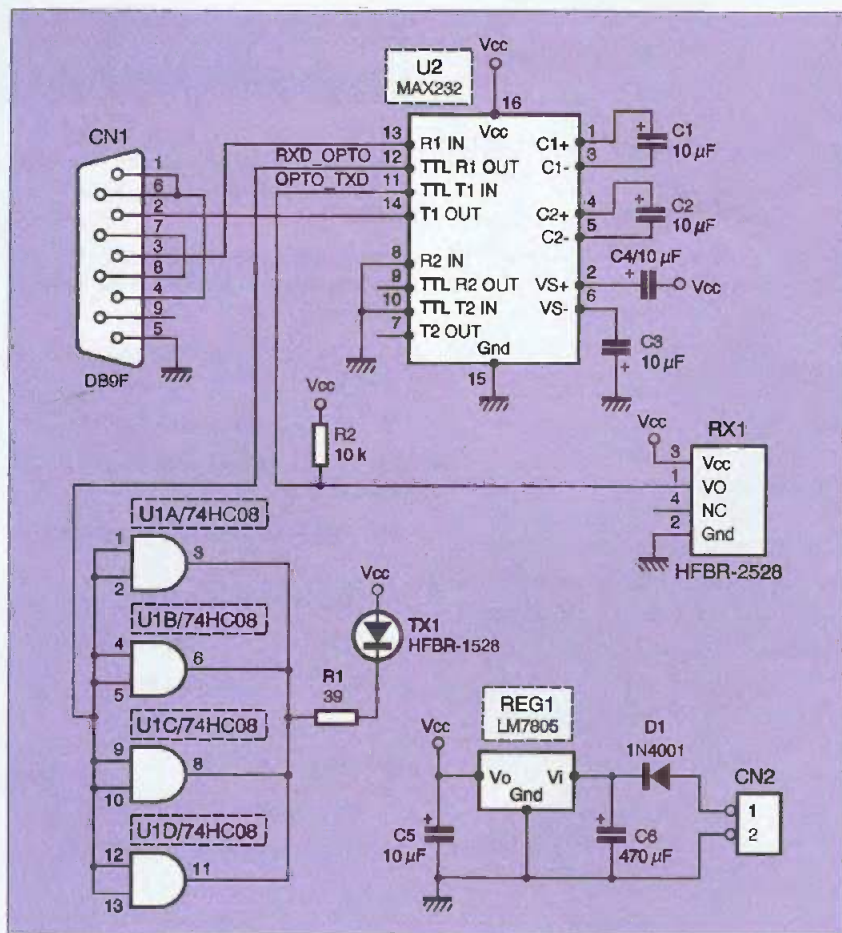 U2
MAX232
Vcc
16
Vcc
CN1
1
6
2
7
3
8
4
9
5
DB9F
RXD_OPTO
OPTO_TXD
13 R1 IN
12 TTL R1 OUT
11 TTL T1 IN
14 T1 OUT
8 R2 IN
9 TTL R2 OUT
10 TTL T2 IN
7 T2 OUT
C1+ 1
C1- 3
C1
10 µF
C2+ 4
C2- 5
C2
10 µF
C4/10 µF
VS+ 2
Vcc
VS- 6
C3
10 µF
Gnd
15
Vcc
R2
10 k
RX1
Vcc
3 Vcc
1 VO
4 NC
2 Gnd
HFBR-2528
U1A/74HC08
1
2
3
U1B/74HC08
4
5
6
U1C/74HC08
9
10
8
U1D/74HC08
12
13
11
Vcc
TX1
HFBR-1528
R1
39
REG1
LM7805
Vcc
Vo
Vi
Gnd
D1
1N4001
CN2
1
2
C5
10 µF
C6
470 µF